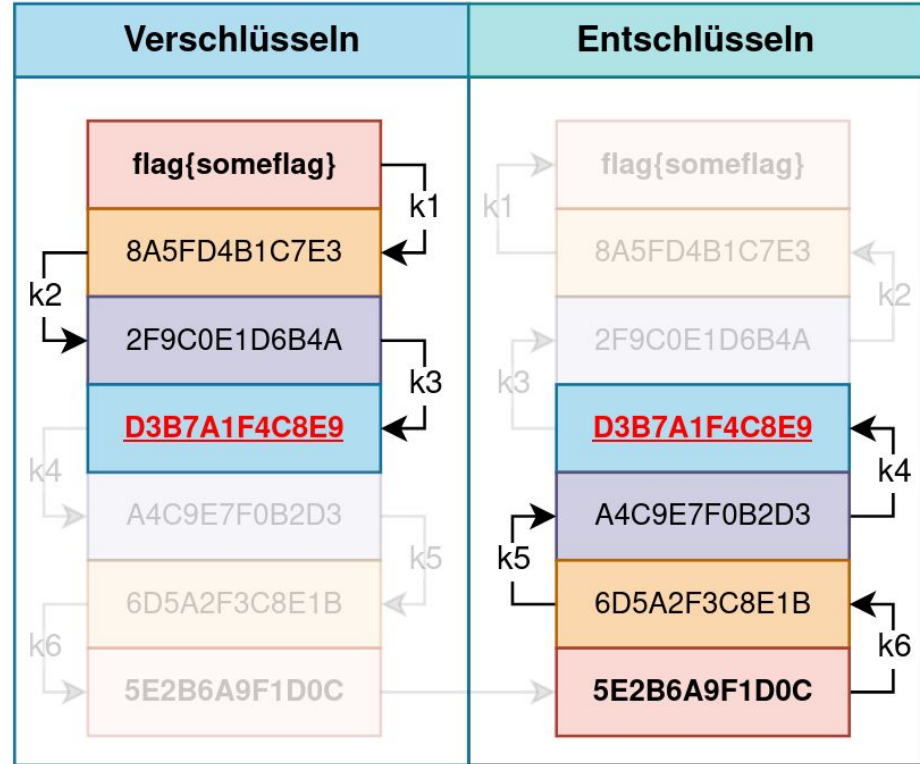 Verschlüsseln
Entschlüsseln
flag{someflag}
k1
8A5FD4B1C7E3
k2
2F9C0E1D6B4A
k3
D3B7A1F4C8E9
k4
A4C9E7F0B2D3
k5
6D5A2F3C8E1B
k6
5E2B6A9F1D0C
flag{someflag}
k1
8A5FD4B1C7E3
k2
2F9C0E1D6B4A
k3
D3B7A1F4C8E9
k4
A4C9E7F0B2D3
k5
6D5A2F3C8E1B
k6
5E2B6A9F1D0C